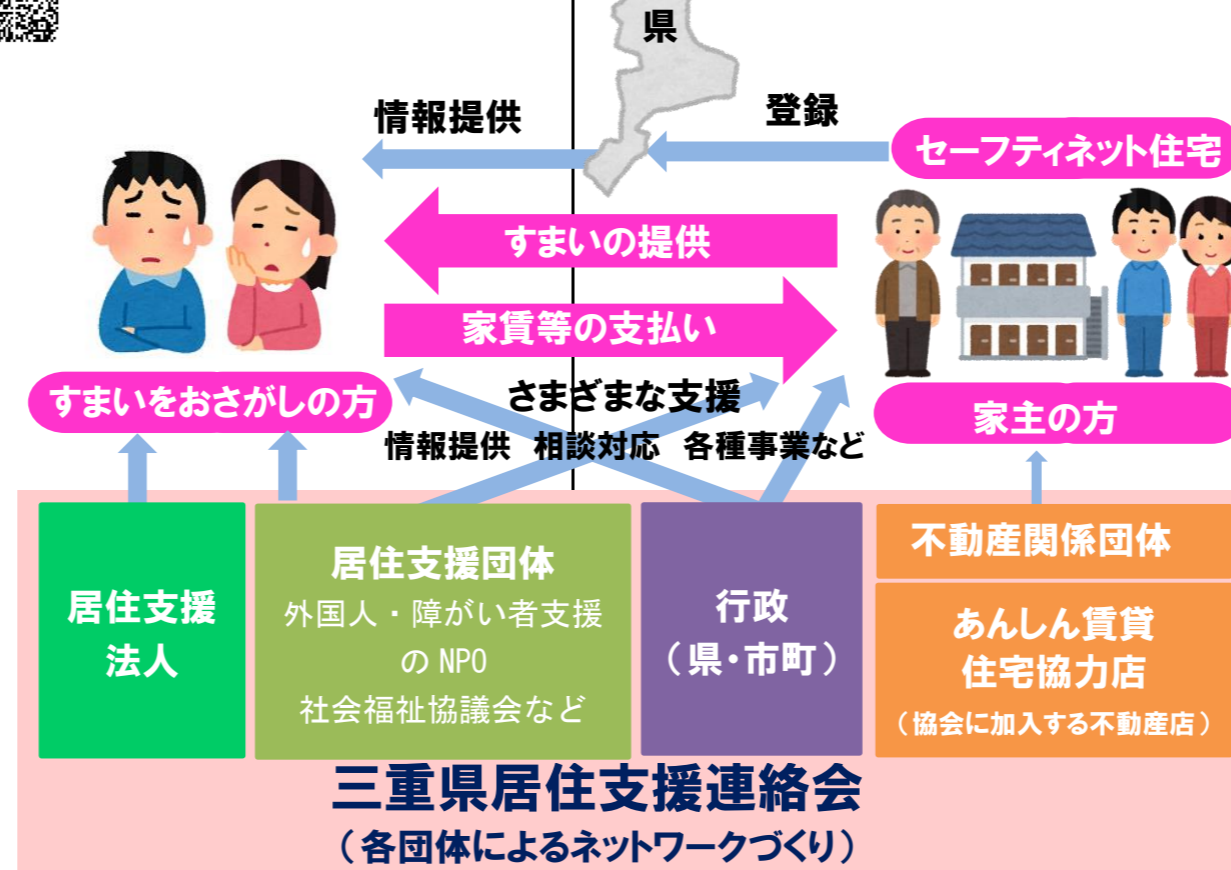 県
情報提供
登録
セーフティネット住宅
すまいの提供
家賃等の支払い
すまいをおさがしの方
さまざまな支援
情報提供 相談対応 各種事業など
家主の方
居住支援
法人
居住支援団体
外国人・障がい者支援
の NPO
社会福祉協議会など
行政
（県・市町）
不動産関係団体
あんしん賃貸
住宅協力店
（協会に加入する不動産店）
三重県居住支援連絡会
（各団体によるネットワークづくり）